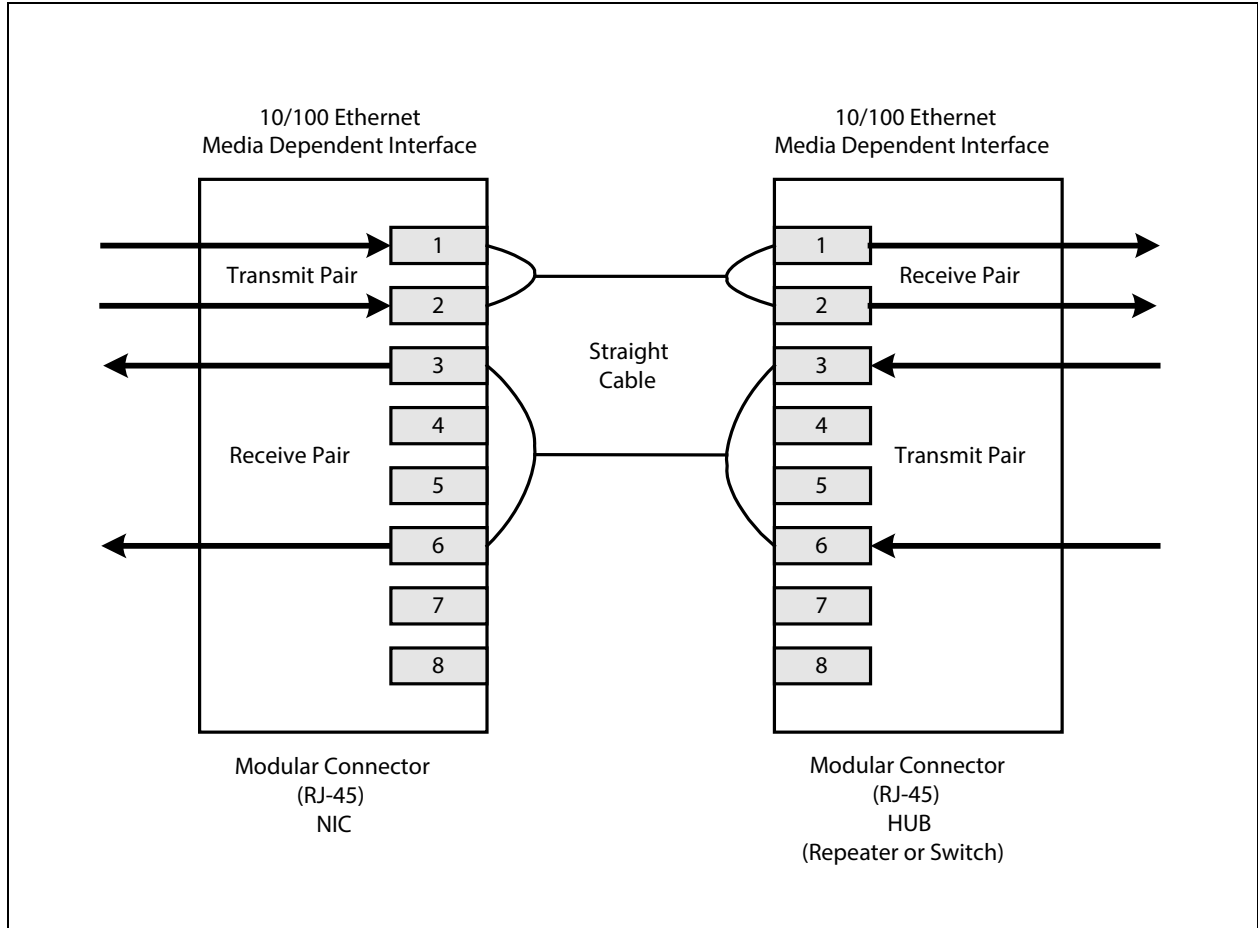 10/100 Ethernet
Media Dependent Interface
10/100 Ethernet
Media Dependent Interface
1
Transmit Pair
2
3
4
Receive Pair
5
6
7
8
Straight
Cable
1
Receive Pair
2
3
4
Transmit Pair
5
6
7
8
Modular Connector
(RJ-45)
NIC
Modular Connector
(RJ-45)
HUB
(Repeater or Switch)